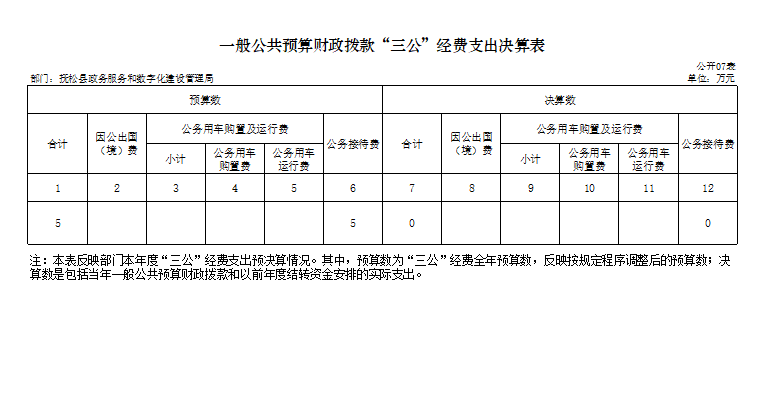 一般公共预算财政拨款“三公”经费支出决算表
公开07表
部门：抚松县政务服务和数字化建设管理局 单位：万元
预算数 决算数
合计 因公出国（境）费 公务用车购置及运行费 公务接待费 合计 因公出国（境）费 公务用车购置及运行费 公务接待费
小计 公务用车购置费 公务用车运行费 小计 公务用车购置费 公务用车运行费
1 2 3 4 5 6 7 8 9 10 11 12
5 5 0 0
注：本表反映部门本年度“三公”经费支出预决算情况。其中，预算数为“三公”经费全年预算数，反映按规定程序调整后的预算数；决
算数是包括当年一般公共预算财政拨款和以前年度结转资金安排的实际支出。